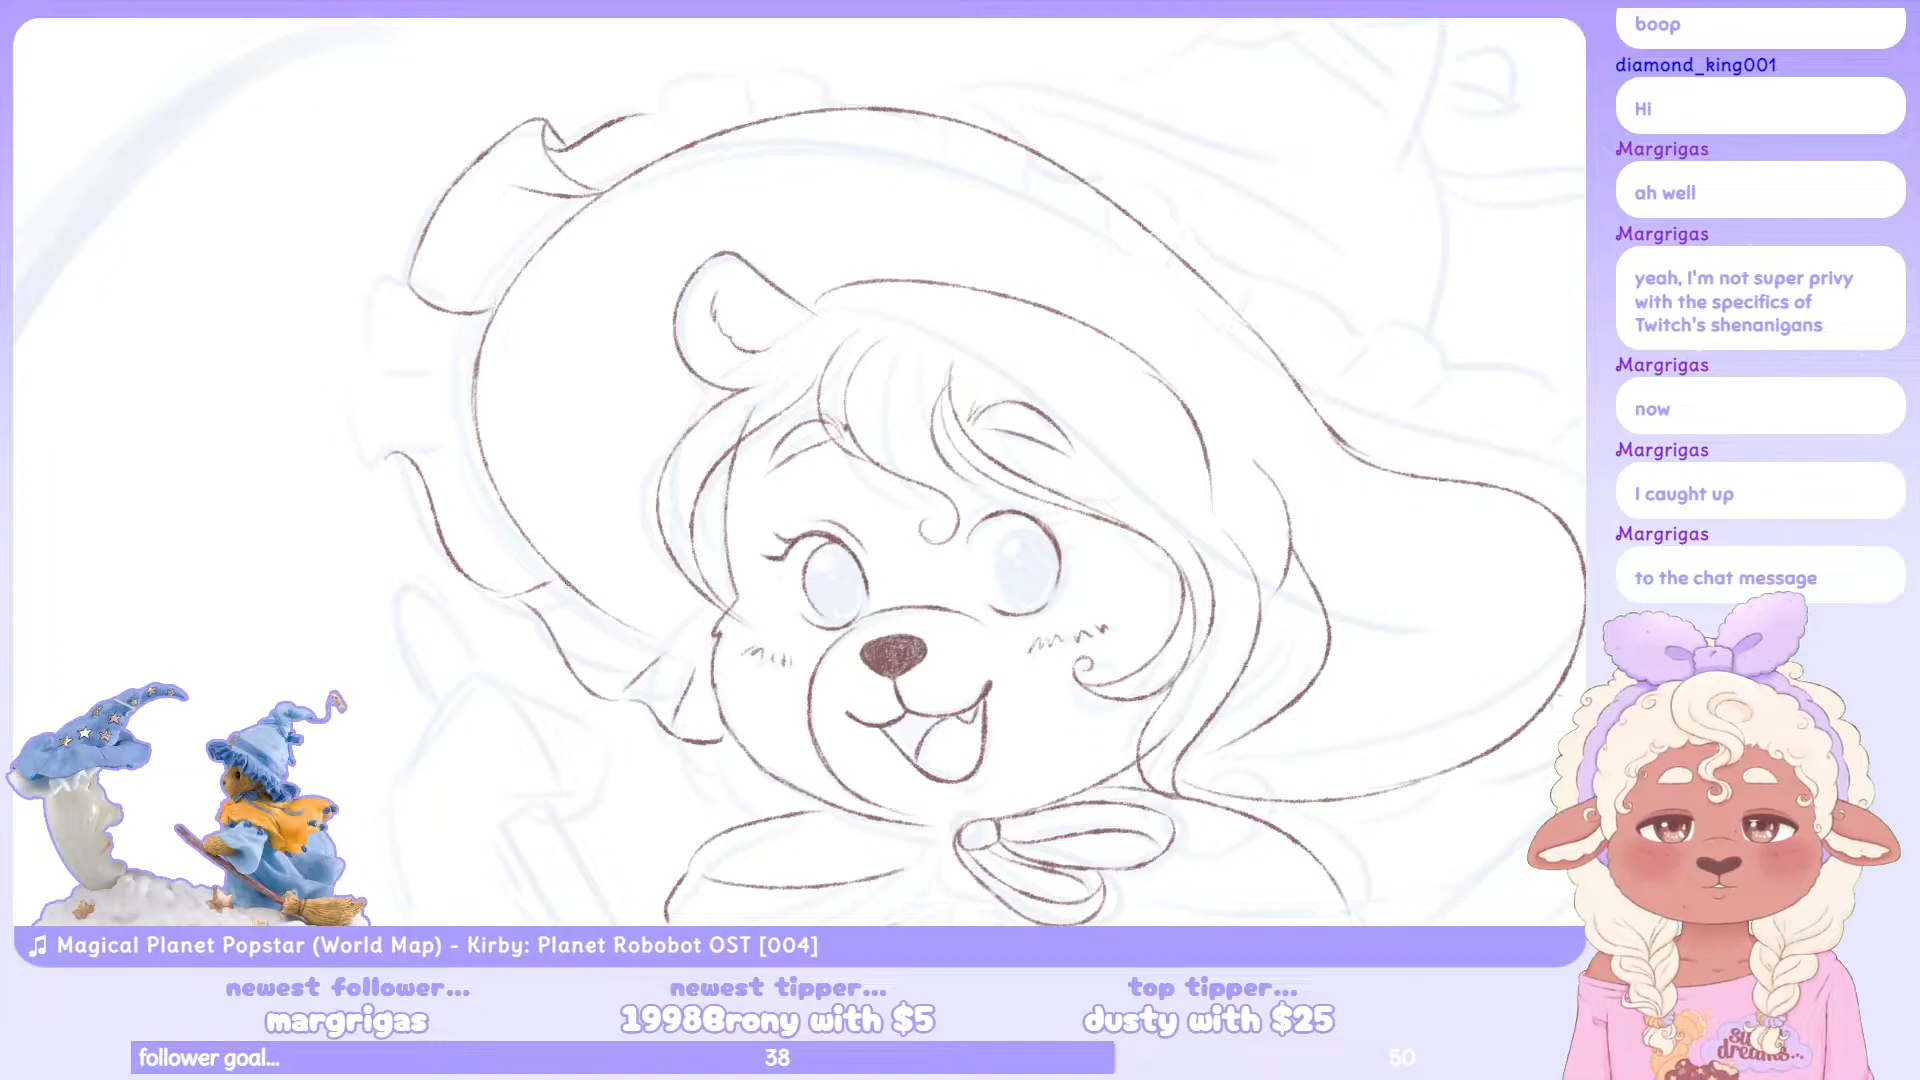 boop
diamond_king001
Hi
Margrigas
ah well
Margrigas
yeah, I'm not super privy
with the specifics of
Twitch's shenanigans
Margrigas
now
Margrigas
I caught up
Margrigas
to the chat message
♫ Magical Planet Popstar (World Map) - Kirby: Planet Robobot OST [004]
newest follower...
margrigas
newest tipper...
1998Brony with $5
top tipper...
dusty with $25
follower goal...
38
50
dreams...